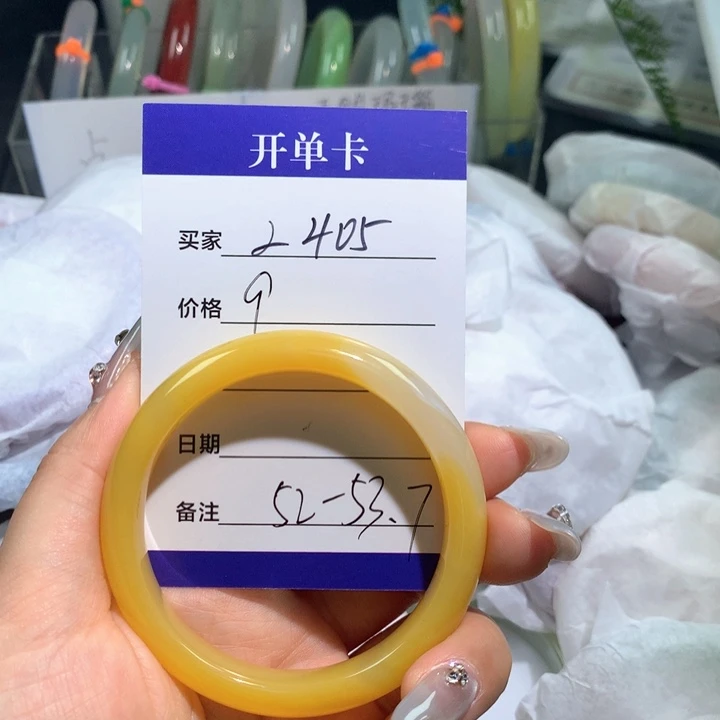 开单卡
买家 2405
价格 9
日期
备注 52-53.7